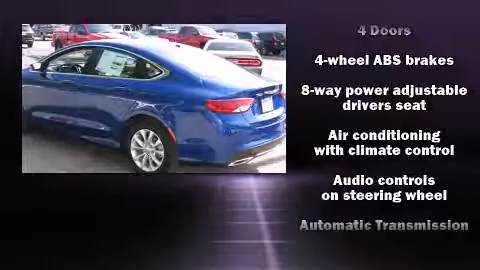 4 Doors
4-wheel ABS brakes
8-way power adjustable
drivers seat
Air conditioning
with climate control
Audio controls
on steering wheel
Automatic Transmission